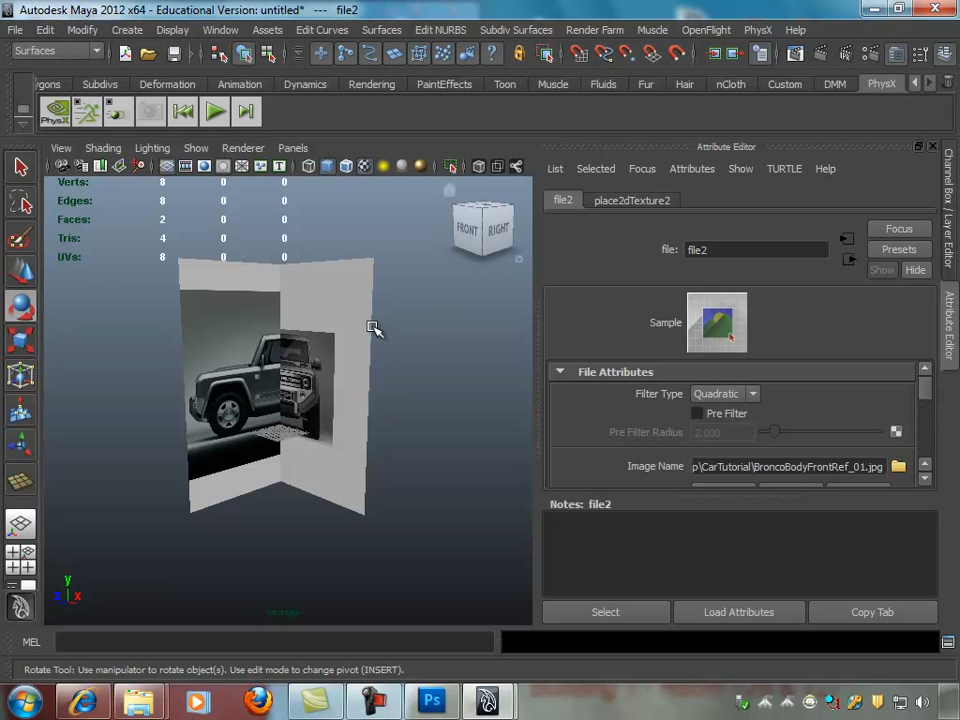 Autodesk Maya 2012 x64 - Educational Version: untitled*   ---   file2
File Edit Modify Create Display Window Assets Edit Curves Surfaces Edit NURBS Subdiv Surfaces Render Farm Muscle OpenFlight PhysX Help
Surfaces
ygons Subdivs Deformation Animation Dynamics Rendering PaintEffects Toon Muscle Fluids Fur Hair nCloth Custom DMM PhysX
PhysX
View Shading Lighting Show Renderer Panels
Verts: 8 0 0
Edges: 8 0 0
Faces: 2 0 0
Tris: 4 0 0
UVs: 8 0 0
FRONT RIGHT
y
z x
persp
Attribute Editor
List Selected Focus Attributes Show TURTLE Help
file2 place2dTexture2
Focus
file: file2
Presets
Show Hide
Sample
File Attributes
Filter Type Quadratic
Pre Filter
Pre Filter Radius 2.000
Image Name p\CarTutorial\BroncoBodyFrontRef_01.jpg
Notes: file2
Select Load Attributes Copy Tab
Channel Box / Layer Editor
Attribute Editor
MEL
Rotate Tool: Use manipulator to rotate object(s). Use edit mode to change pivot (INSERT).
Ps